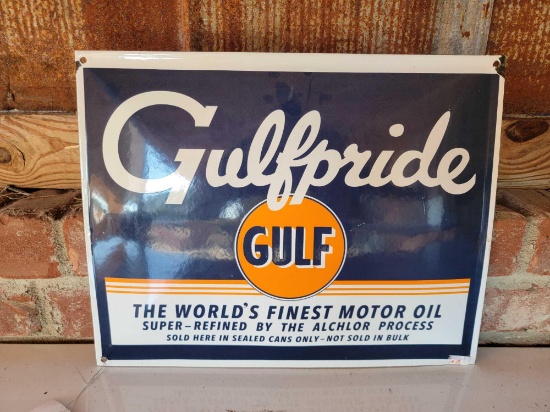 Gulfpride
GULF
THE WORLD'S FINEST MOTOR OIL
SUPER-REFINED BY THE ALCHLOR PROCESS
SOLD HERE IN SEALED CANS ONLY-NOT SOLD IN BULK